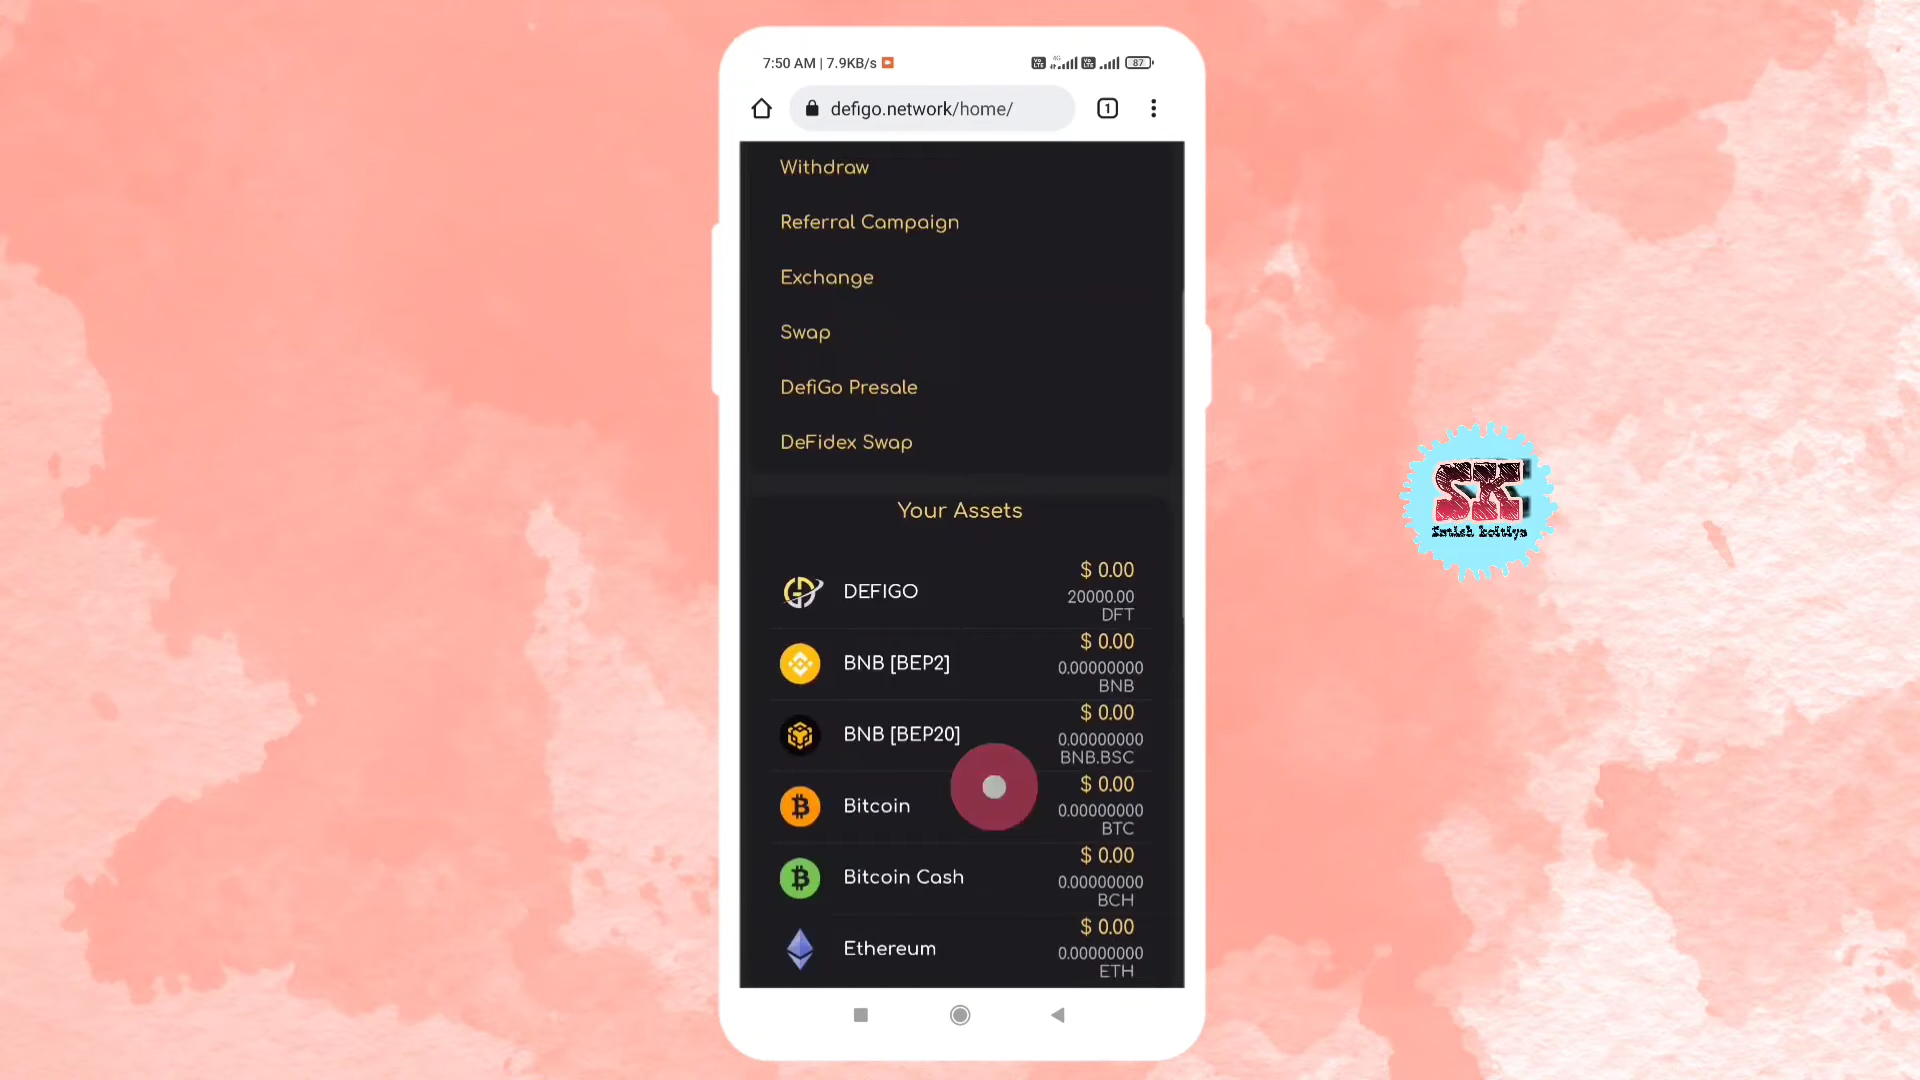 7:50 AM | 7.9KB/s
87
defigo.network/home/
1
Withdraw
Referral Campaign
Exchange
Swap
DefiGo Presale
DeFidex Swap
Your Assets
DEFIGO
$ 0.00
20000.00
DFT
BNB [BEP2]
$ 0.00
0.00000000
BNB
BNB [BEP20]
$ 0.00
0.00000000
BNB.BSC
Bitcoin
$ 0.00
0.00000000
BTC
Bitcoin Cash
$ 0.00
0.00000000
BCH
Ethereum
$ 0.00
0.00000000
ETH
SK